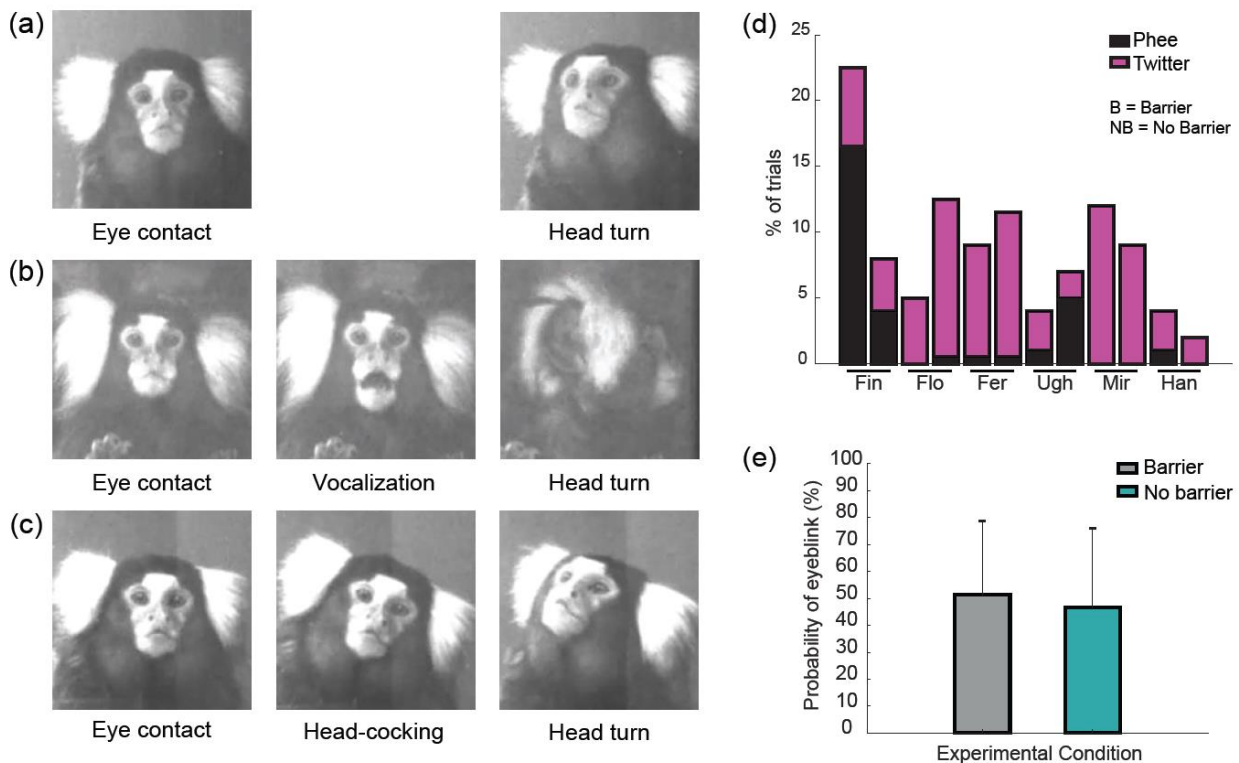 (a)
Eye contact
Head turn
(b)
Eye contact
Vocalization
Head turn
(c)
Eye contact
Head-cocking
Head turn
(d)
25
20
15
10
5
0
% of trials
Phee
Twitter
B = Barrier
NB = No Barrier
Fin
Flo
Fer
Ugh
Mir
Han
(e)
100
90
80
70
60
50
40
30
20
10
0
Probability of eyeblink (%)
Barrier
No barrier
Experimental Condition